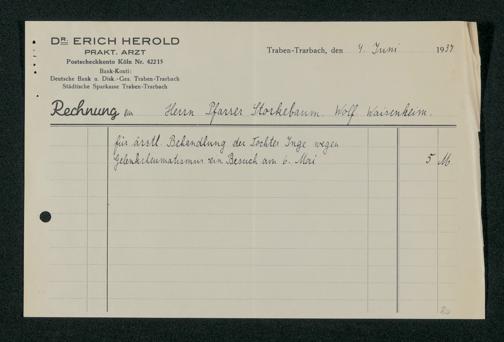 DR. ERICH HEROLD
PRAKT. ARZT
Postscheckkonto Köln Nr. 42215
Bank-Konti:
Deutsche Bank u. Disk.-Ges. Traben-Trarbach
Städtische Sparkasse Traben-Trarbach
Traben-Trarbach, den 4. Juni 1937
Rechnung für Herrn Pfarrer Storkebaum. Wolf. Waisenheim.
für ärztl. Behandlung der Tochter Inge wegen
Gelenkrheumatismus ein Besuch am 6. Mai 5 M